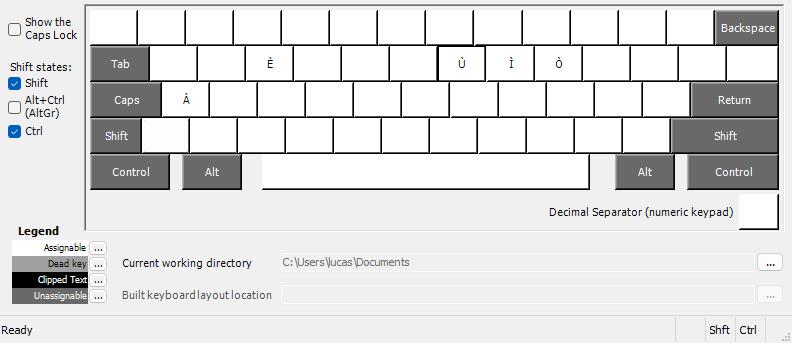 Show the
Caps Lock
Backspace
Tab È Ù Ì Ò
Shift states:
Shift
Alt+Ctrl
(AltGr)
Ctrl
Caps À Return
Shift Shift
Control Alt Alt Control
Decimal Separator (numeric keypad)
Legend
Assignable ...
Dead key ...
Clipped Text ...
Unassignable ...
Current working directory C:\Users\lucas\Documents ...
Built keyboard layout location ...
Ready Shft Ctrl